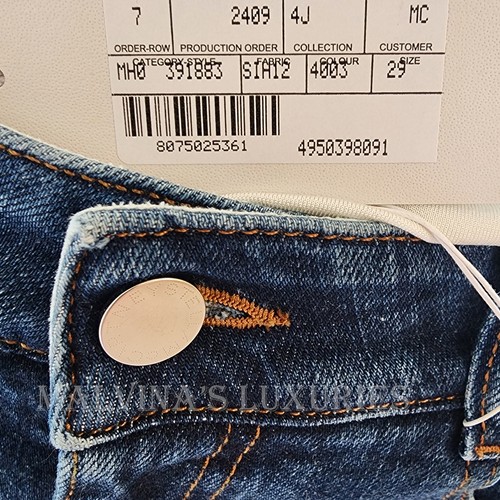 7 2409 4J MC
ORDER-ROW PRODUCTION ORDER COLLECTION CUSTOMER
CATEGORY-STYLE FABRIC COLOUR SIZE
MH0 391883 SIA12 4003 29
8075025361 4950398091
MALVINA'S LUXURIES